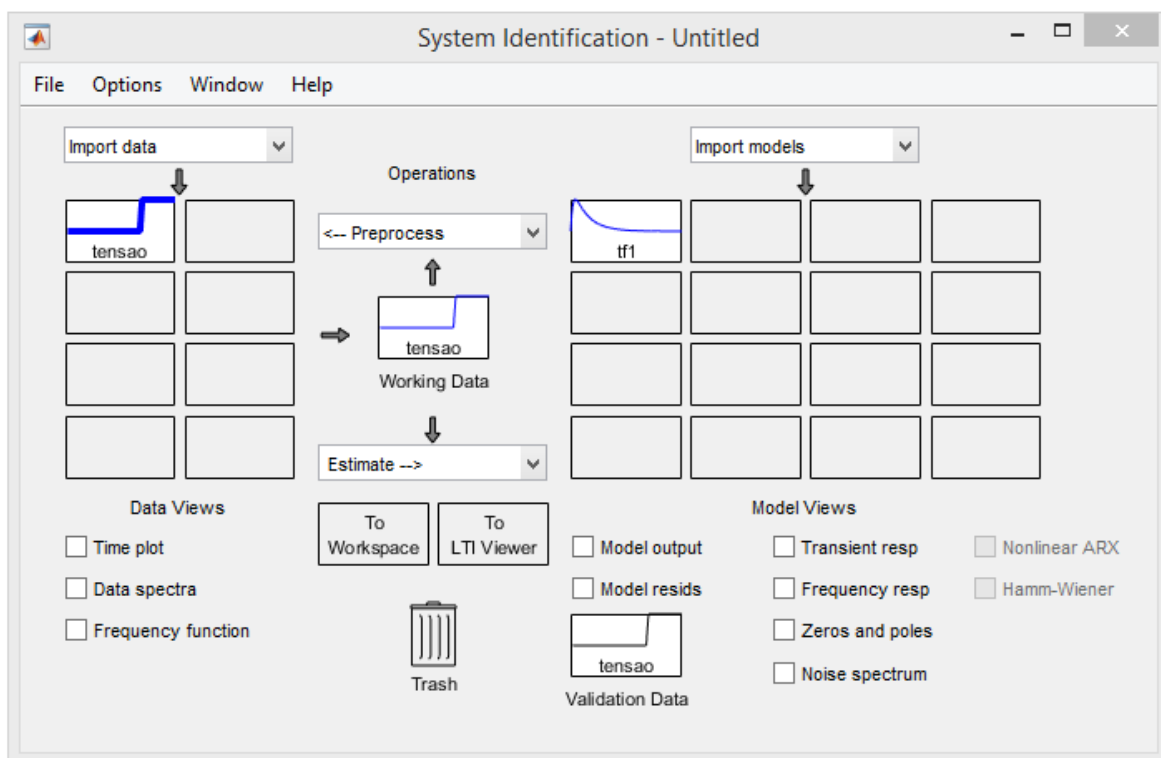 System Identification - Untitled
File Options Window Help
Import data
Import models
Operations
tensao
<-- Preprocess
tf1
tensao
Working Data
Estimate -->
Data Views
To Workspace
To LTI Viewer
Model Views
Time plot
Data spectra
Frequency function
Trash
Model output
Model resids
tensao
Validation Data
Transient resp
Frequency resp
Zeros and poles
Noise spectrum
Nonlinear ARX
Hamm-Wiener